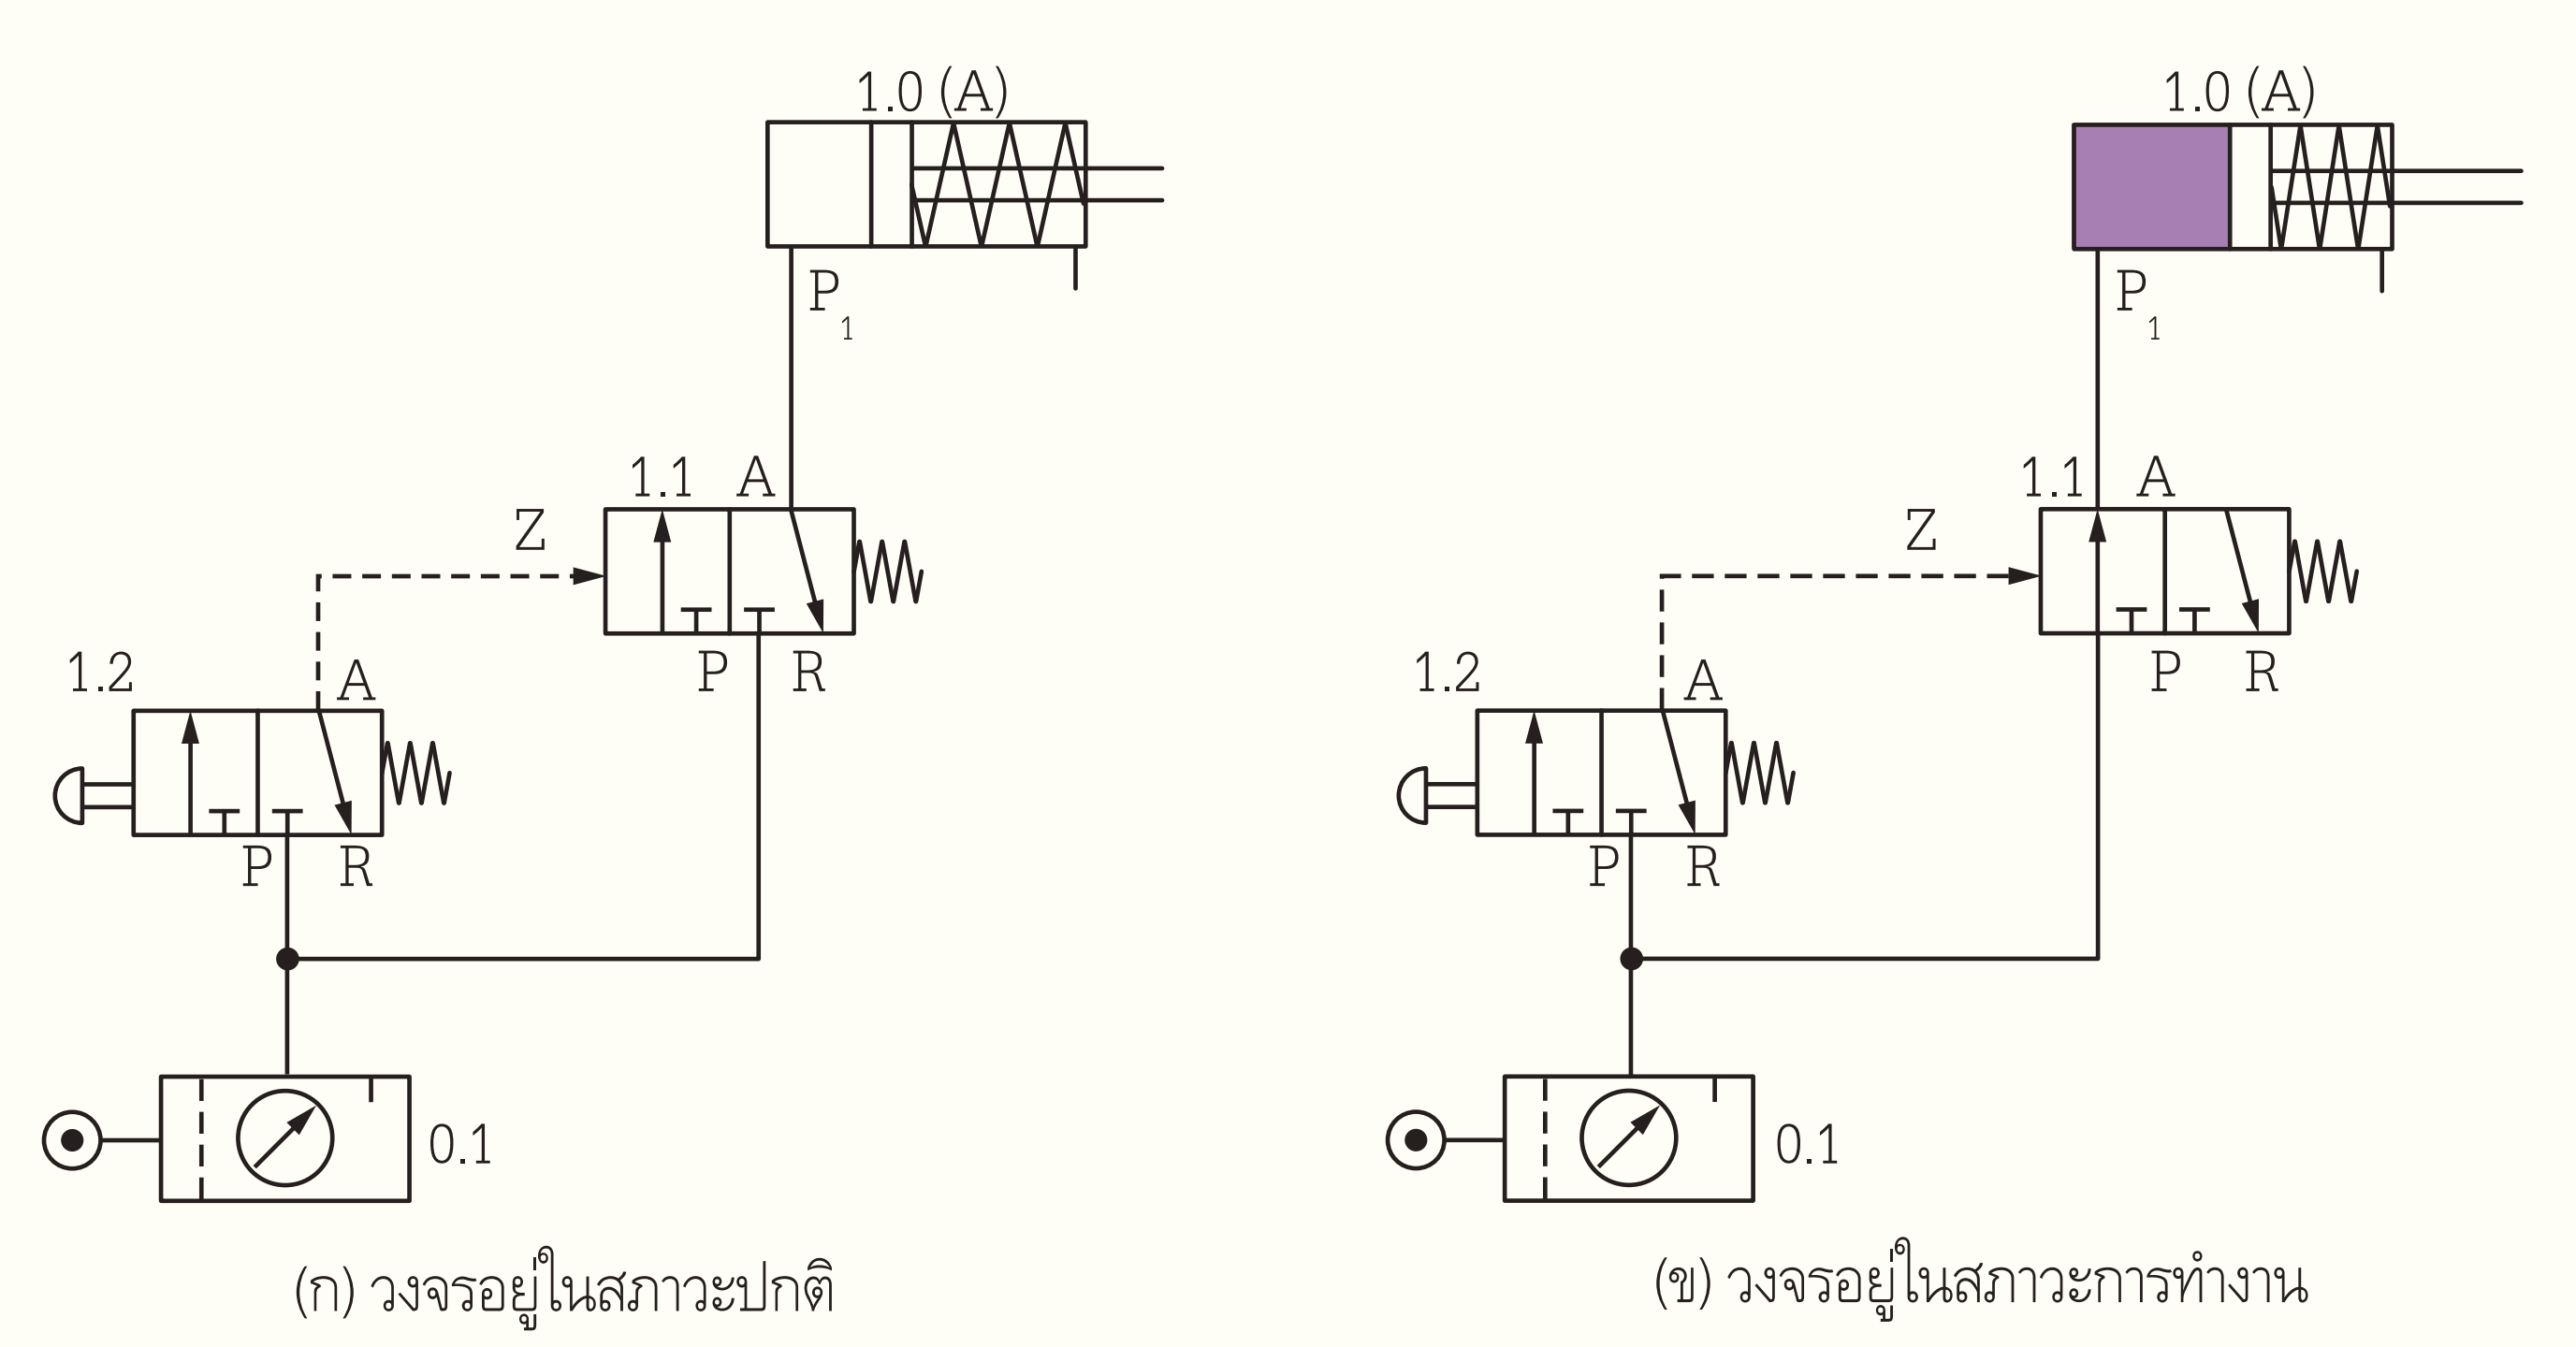 1.0 (A)
P1
1.1 A
Z
P R
1.2 A
P R
0.1
(ก) วงจรอยู่ในสภาวะปกติ
1.0 (A)
P1
1.1 A
Z
P R
1.2 A
P R
0.1
(ข) วงจรอยู่ในสภาวะการทำงาน